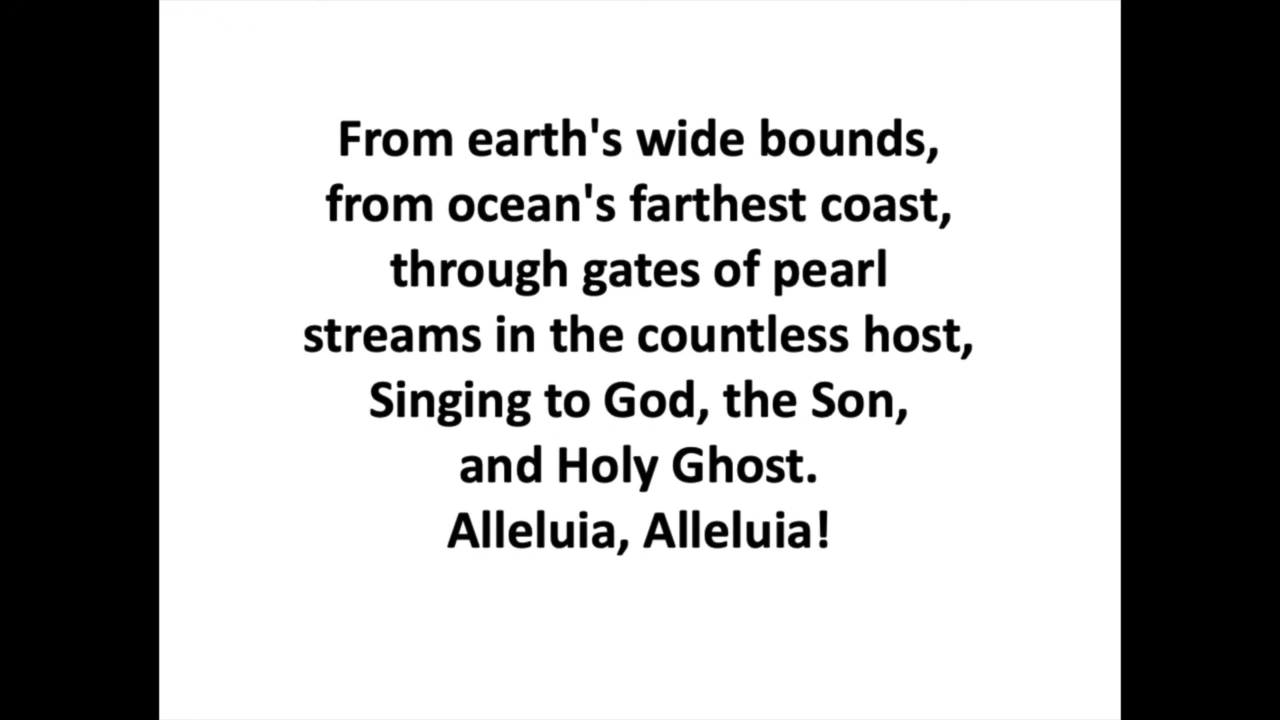 From earth's wide bounds,
from ocean's farthest coast,
through gates of pearl
streams in the countless host,
Singing to God, the Son,
and Holy Ghost.
Alleluia, Alleluia!